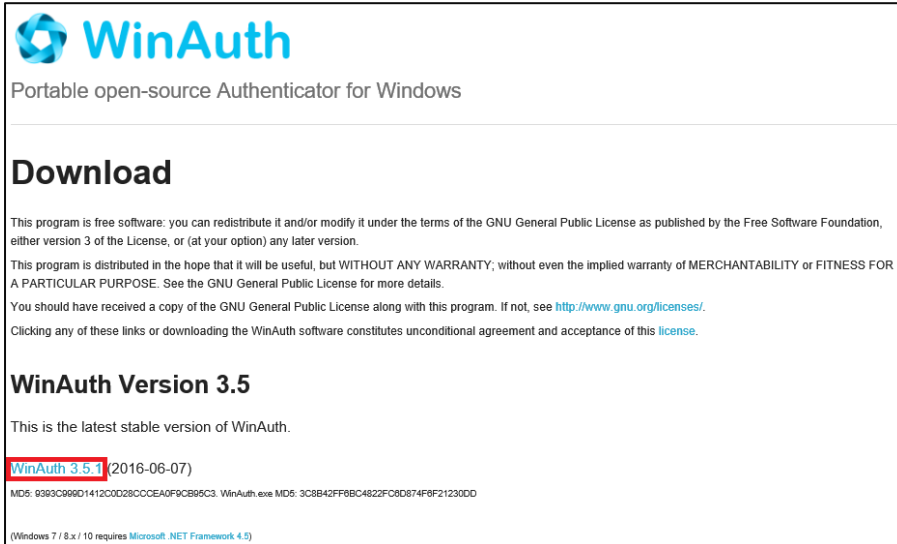 WinAuth
Portable open-source Authenticator for Windows
Download
This program is free software: you can redistribute it and/or modify it under the terms of the GNU General Public License as published by the Free Software Foundation,
either version 3 of the License, or (at your option) any later version.
This program is distributed in the hope that it will be useful, but WITHOUT ANY WARRANTY; without even the implied warranty of MERCHANTABILITY or FITNESS FOR
A PARTICULAR PURPOSE. See the GNU General Public License for more details.
You should have received a copy of the GNU General Public License along with this program. If not, see http://www.gnu.org/licenses/.
Clicking any of these links or downloading the WinAuth software constitutes unconditional agreement and acceptance of this license.
WinAuth Version 3.5
This is the latest stable version of WinAuth.
WinAuth 3.5.1 (2016-06-07)
MD5: 9393C999D1412C0D28CCCEA0F9CB95C3. WinAuth.exe MD5: 3C8B42FF6BC4822FC6D874F6F21230DD
(Windows 7 / 8.x / 10 requires Microsoft .NET Framework 4.5)